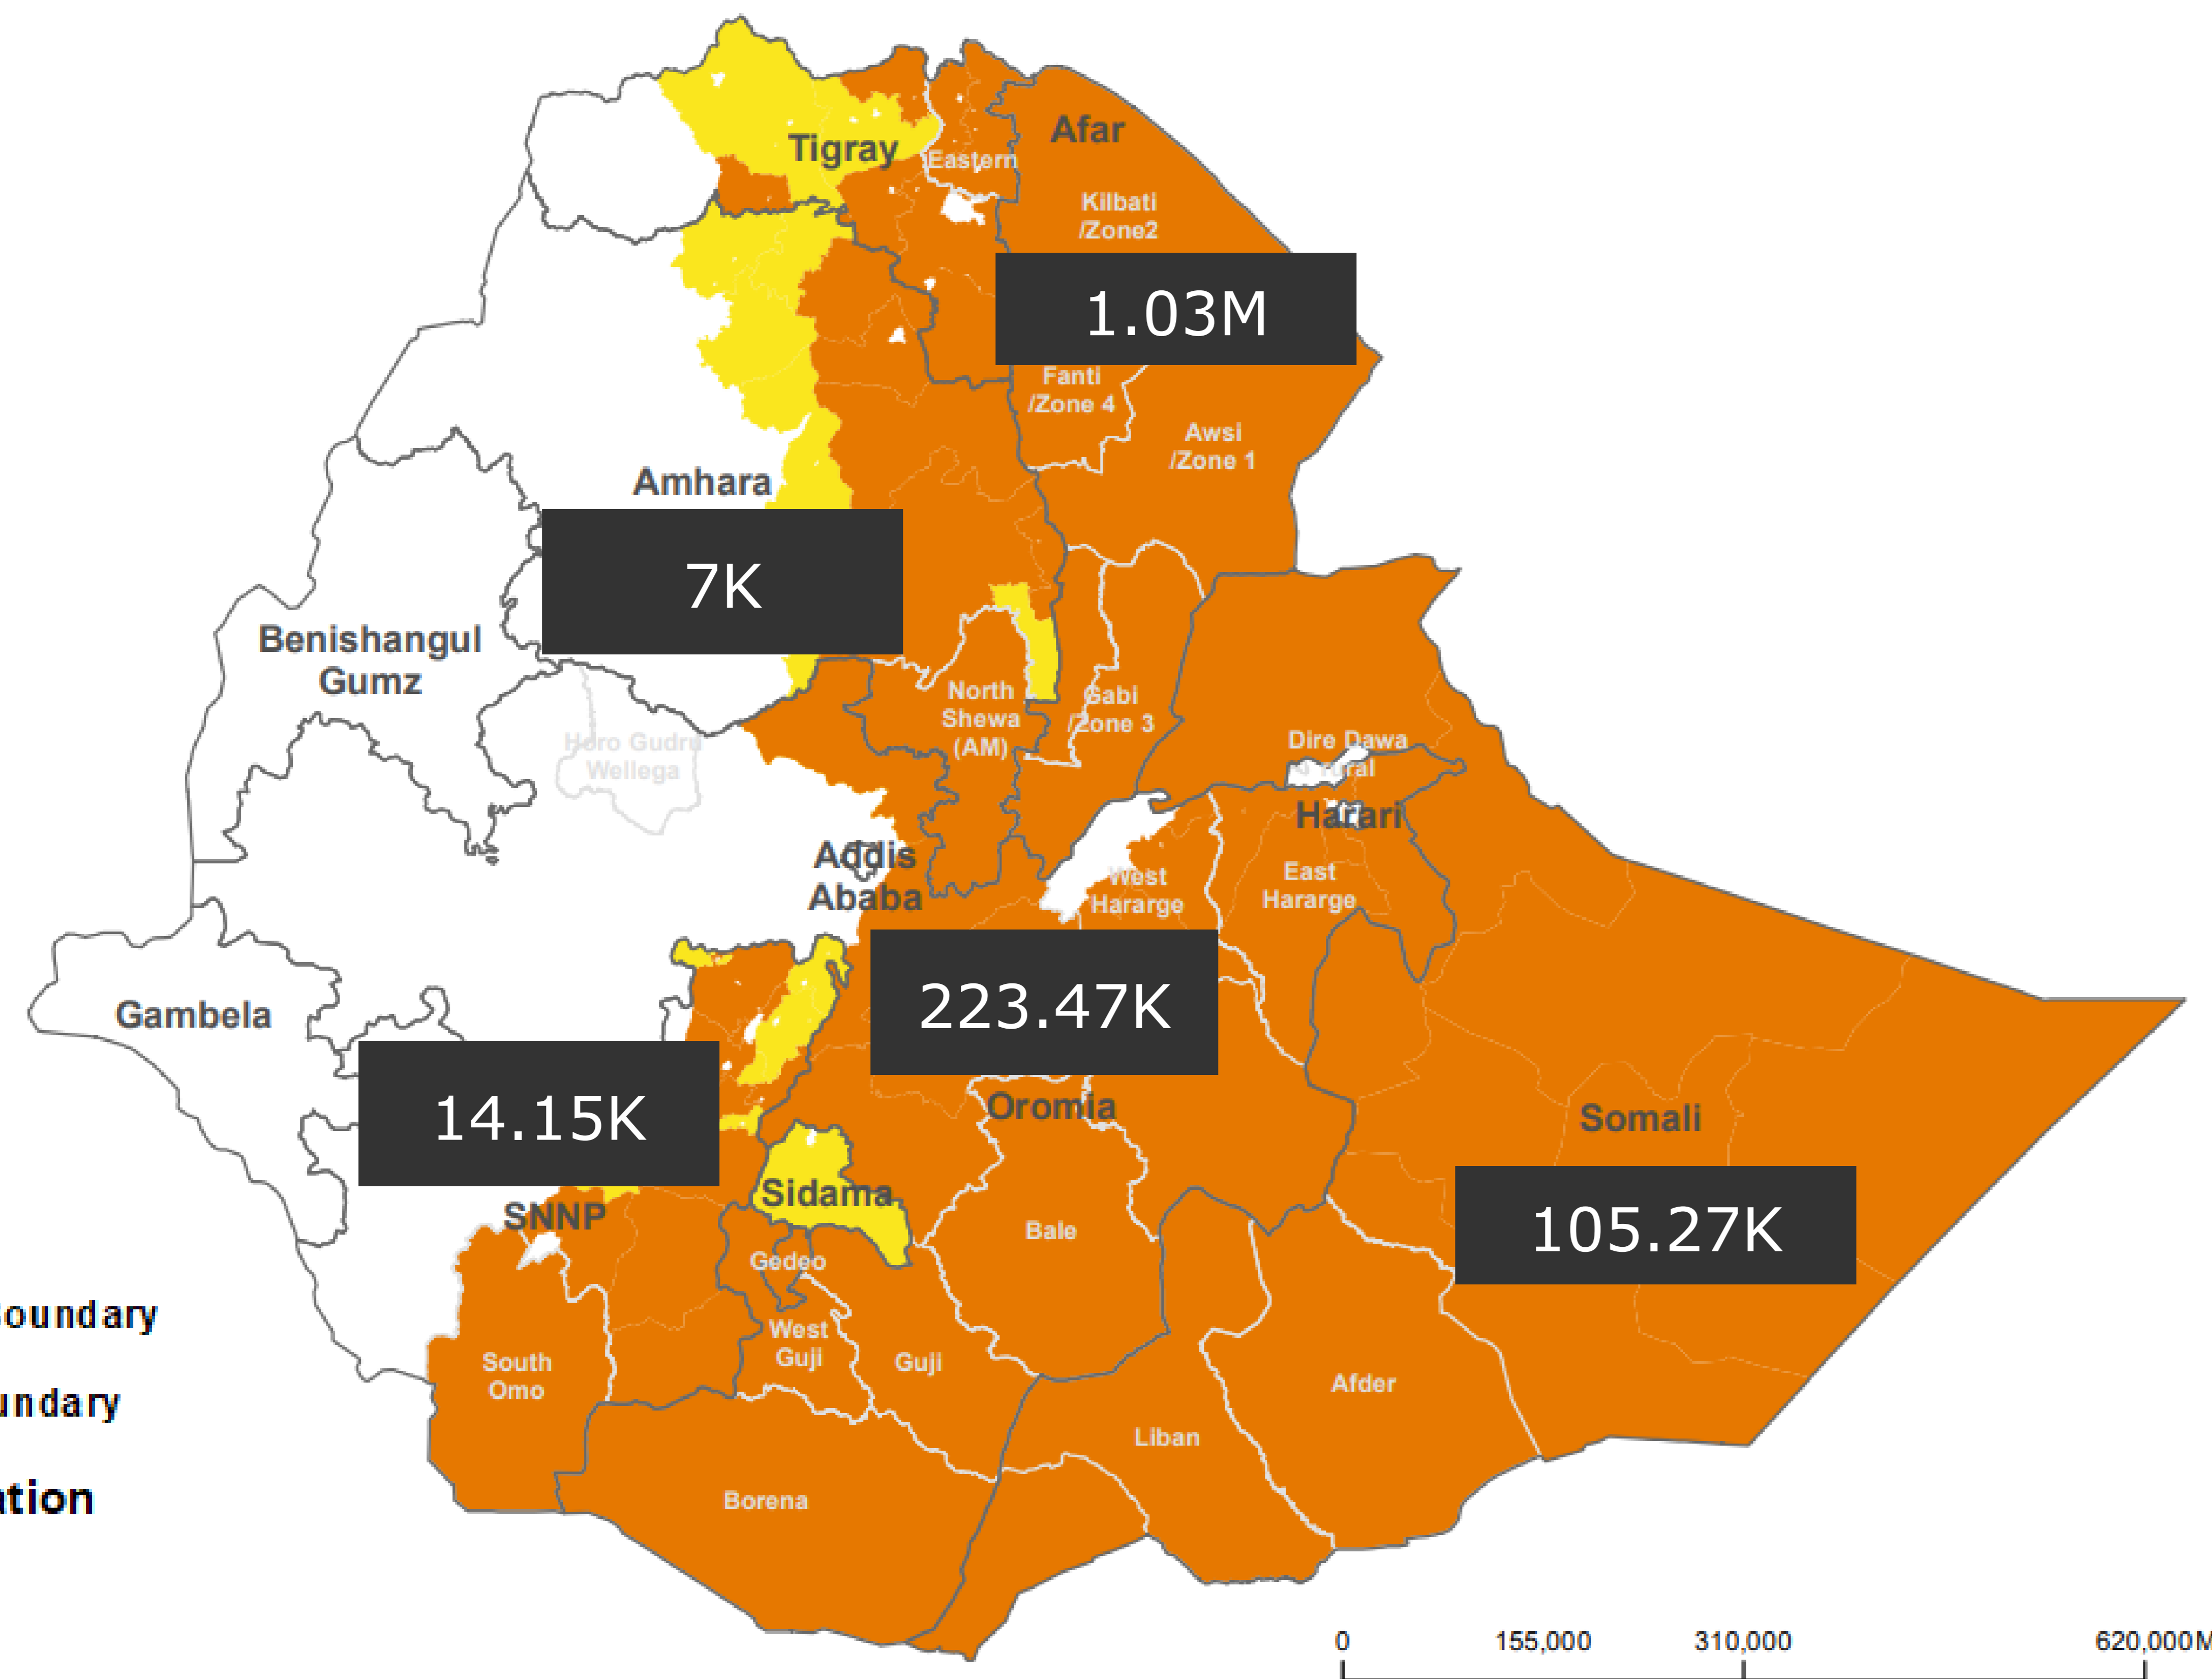 Tigray
Afar
Eastern
Kilbati
/Zone2
1.03M
Fanti
/Zone 4
Awsi
/Zone 1
Amhara
7K
Benishangul
Gumz
North
Shewa
(AM)
Gabi
/Zone 3
Horo Gudru
Wellega
Dire Dawa
rural
Harari
Addis
Ababa
West
Hararge
East
Hararge
Gambela
223.47K
14.15K
Oromia
Somali
Sidama
SNNP
105.27K
Bale
Gedeo
West
Guji
Guji
South
Omo
Afder
Liban
Borena
oundary
undary
ation
0 155,000 310,000 620,000M